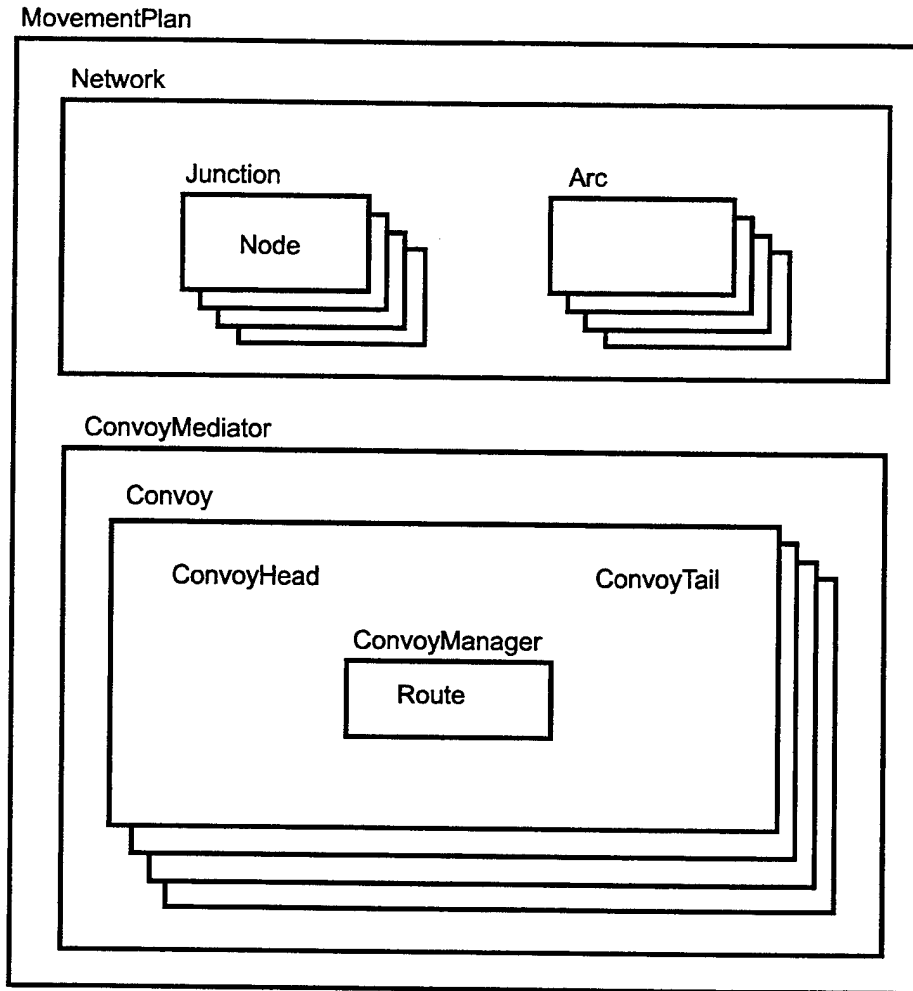 MovementPlan
Network
Junction
Arc
Node
ConvoyMediator
Convoy
ConvoyHead
ConvoyTail
ConvoyManager
Route